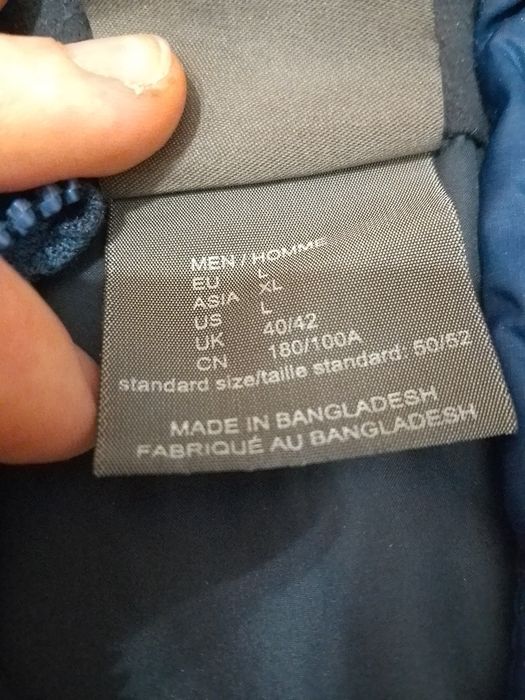 MEN / HOMME
EU L
ASIA XL
US L
UK 40/42
CN 180/100A
standard size/taille standard: 50/52
MADE IN BANGLADESH
FABRIQUÉ AU BANGLADESH